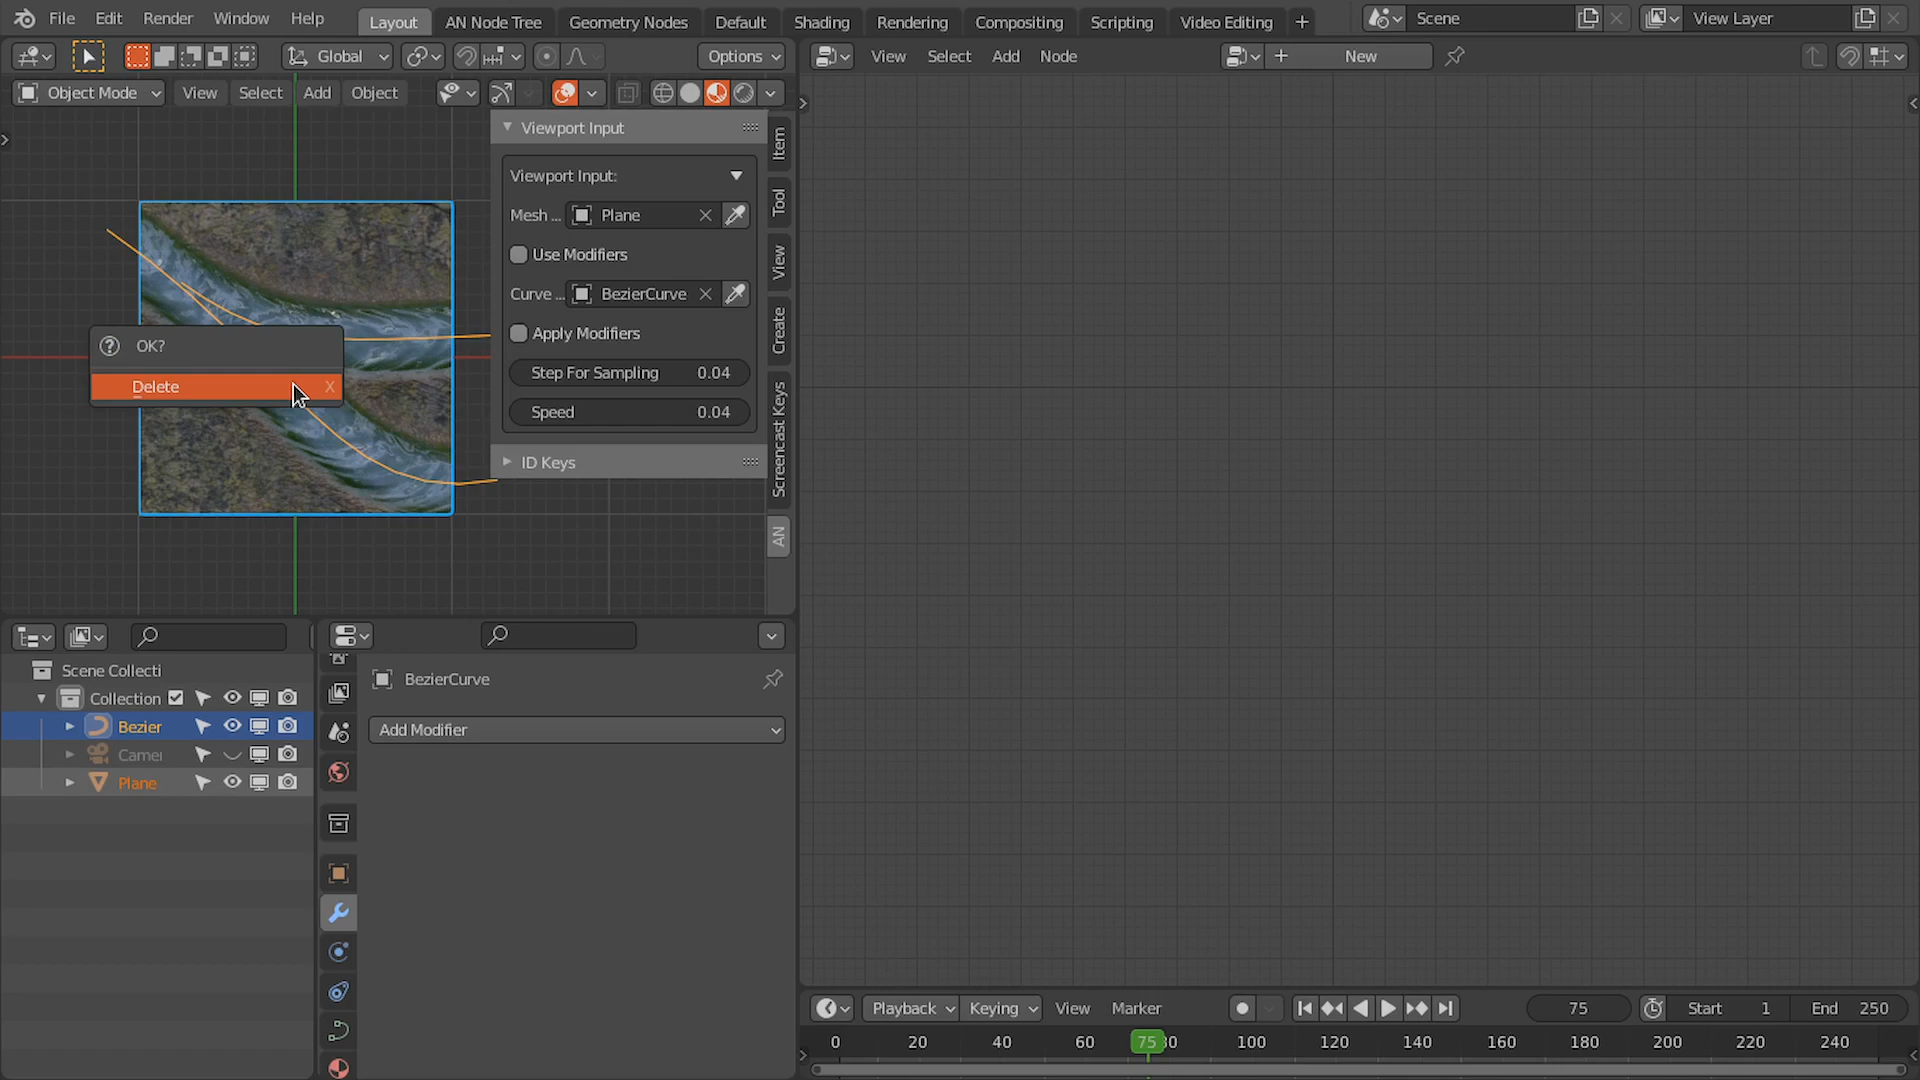 File Edit Render Window Help Layout AN Node Tree Geometry Nodes Default Shading Rendering Compositing Scripting Video Editing + Scene View Layer
Global Options View Select Add Node + New
Object Mode View Select Add Object
Viewport Input
Viewport Input:
Mesh ... Plane
Use Modifiers
Curve ... BezierCurve
Apply Modifiers
Step For Sampling 0.04
Speed 0.04
ID Keys
Item
Tool
View
Create
Screencast Keys
AN
OK?
Delete X
Scene Collecti
Collection
Bezier
Camer
Plane
BezierCurve
Add Modifier
Playback Keying View Marker 75 Start 1 End 250
0 20 40 60 75 80 100 120 140 160 180 200 220 240